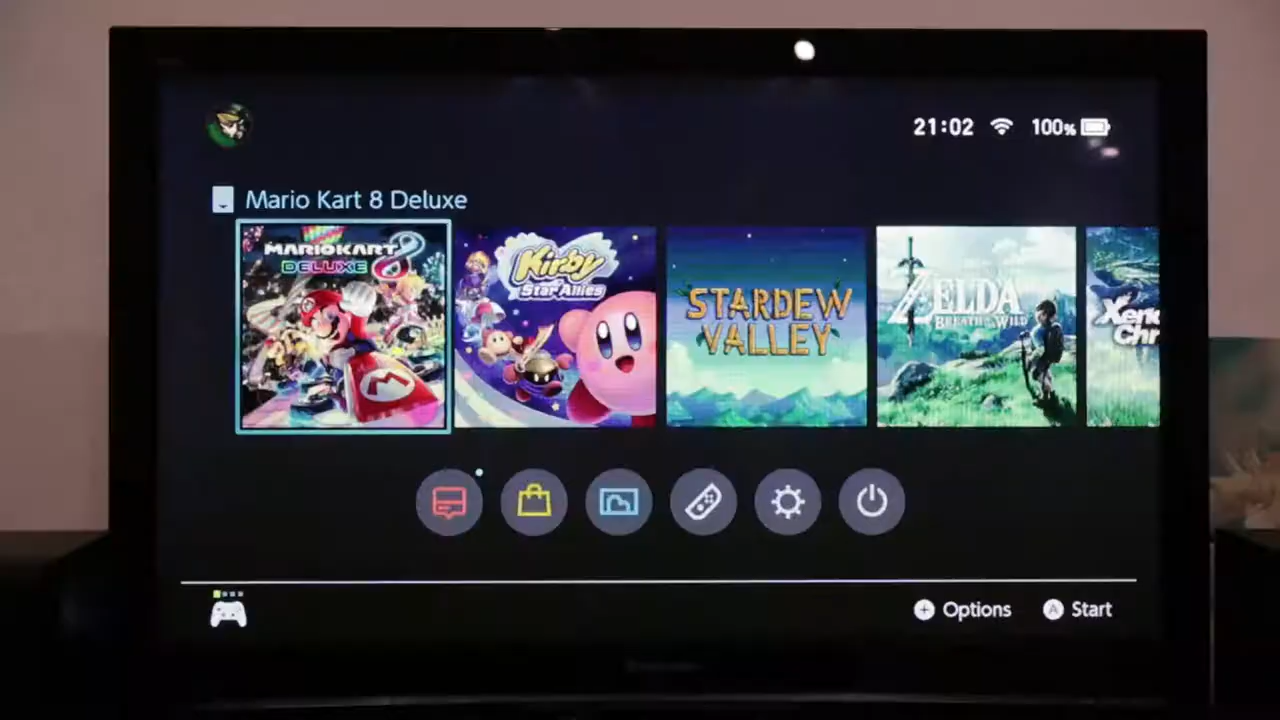 21:02 100%
Mario Kart 8 Deluxe
MARIOKART 8
DELUXE
Kirby
Star Allies
STARDEW
VALLEY
ZELDA
BREATH OF THE WILD
M
Options
A Start